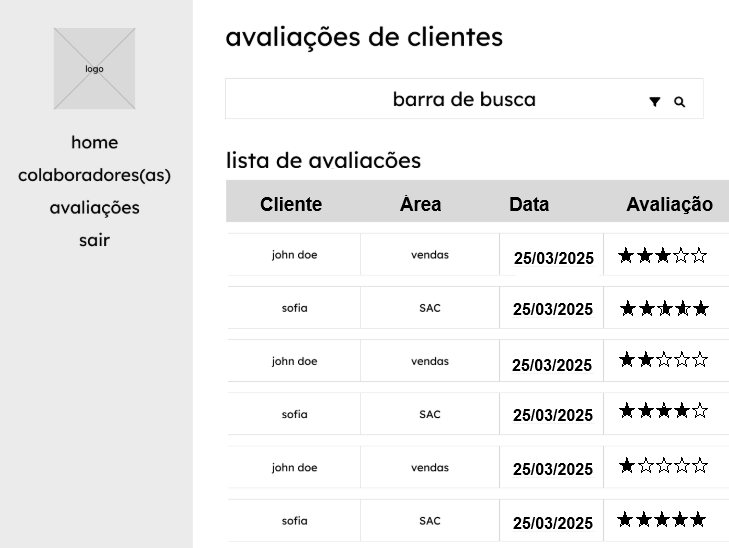 logo
home
colaboradores(as)
avaliações
sair
avaliações de clientes
barra de busca
lista de avaliacões
Cliente Área Data Avaliação
john doe vendas 25/03/2025 ★★★☆☆
sofia SAC 25/03/2025 ★★★★★
john doe vendas 25/03/2025 ★★☆☆☆
sofia SAC 25/03/2025 ★★★★☆
john doe vendas 25/03/2025 ★☆☆☆☆
sofia SAC 25/03/2025 ★★★★★